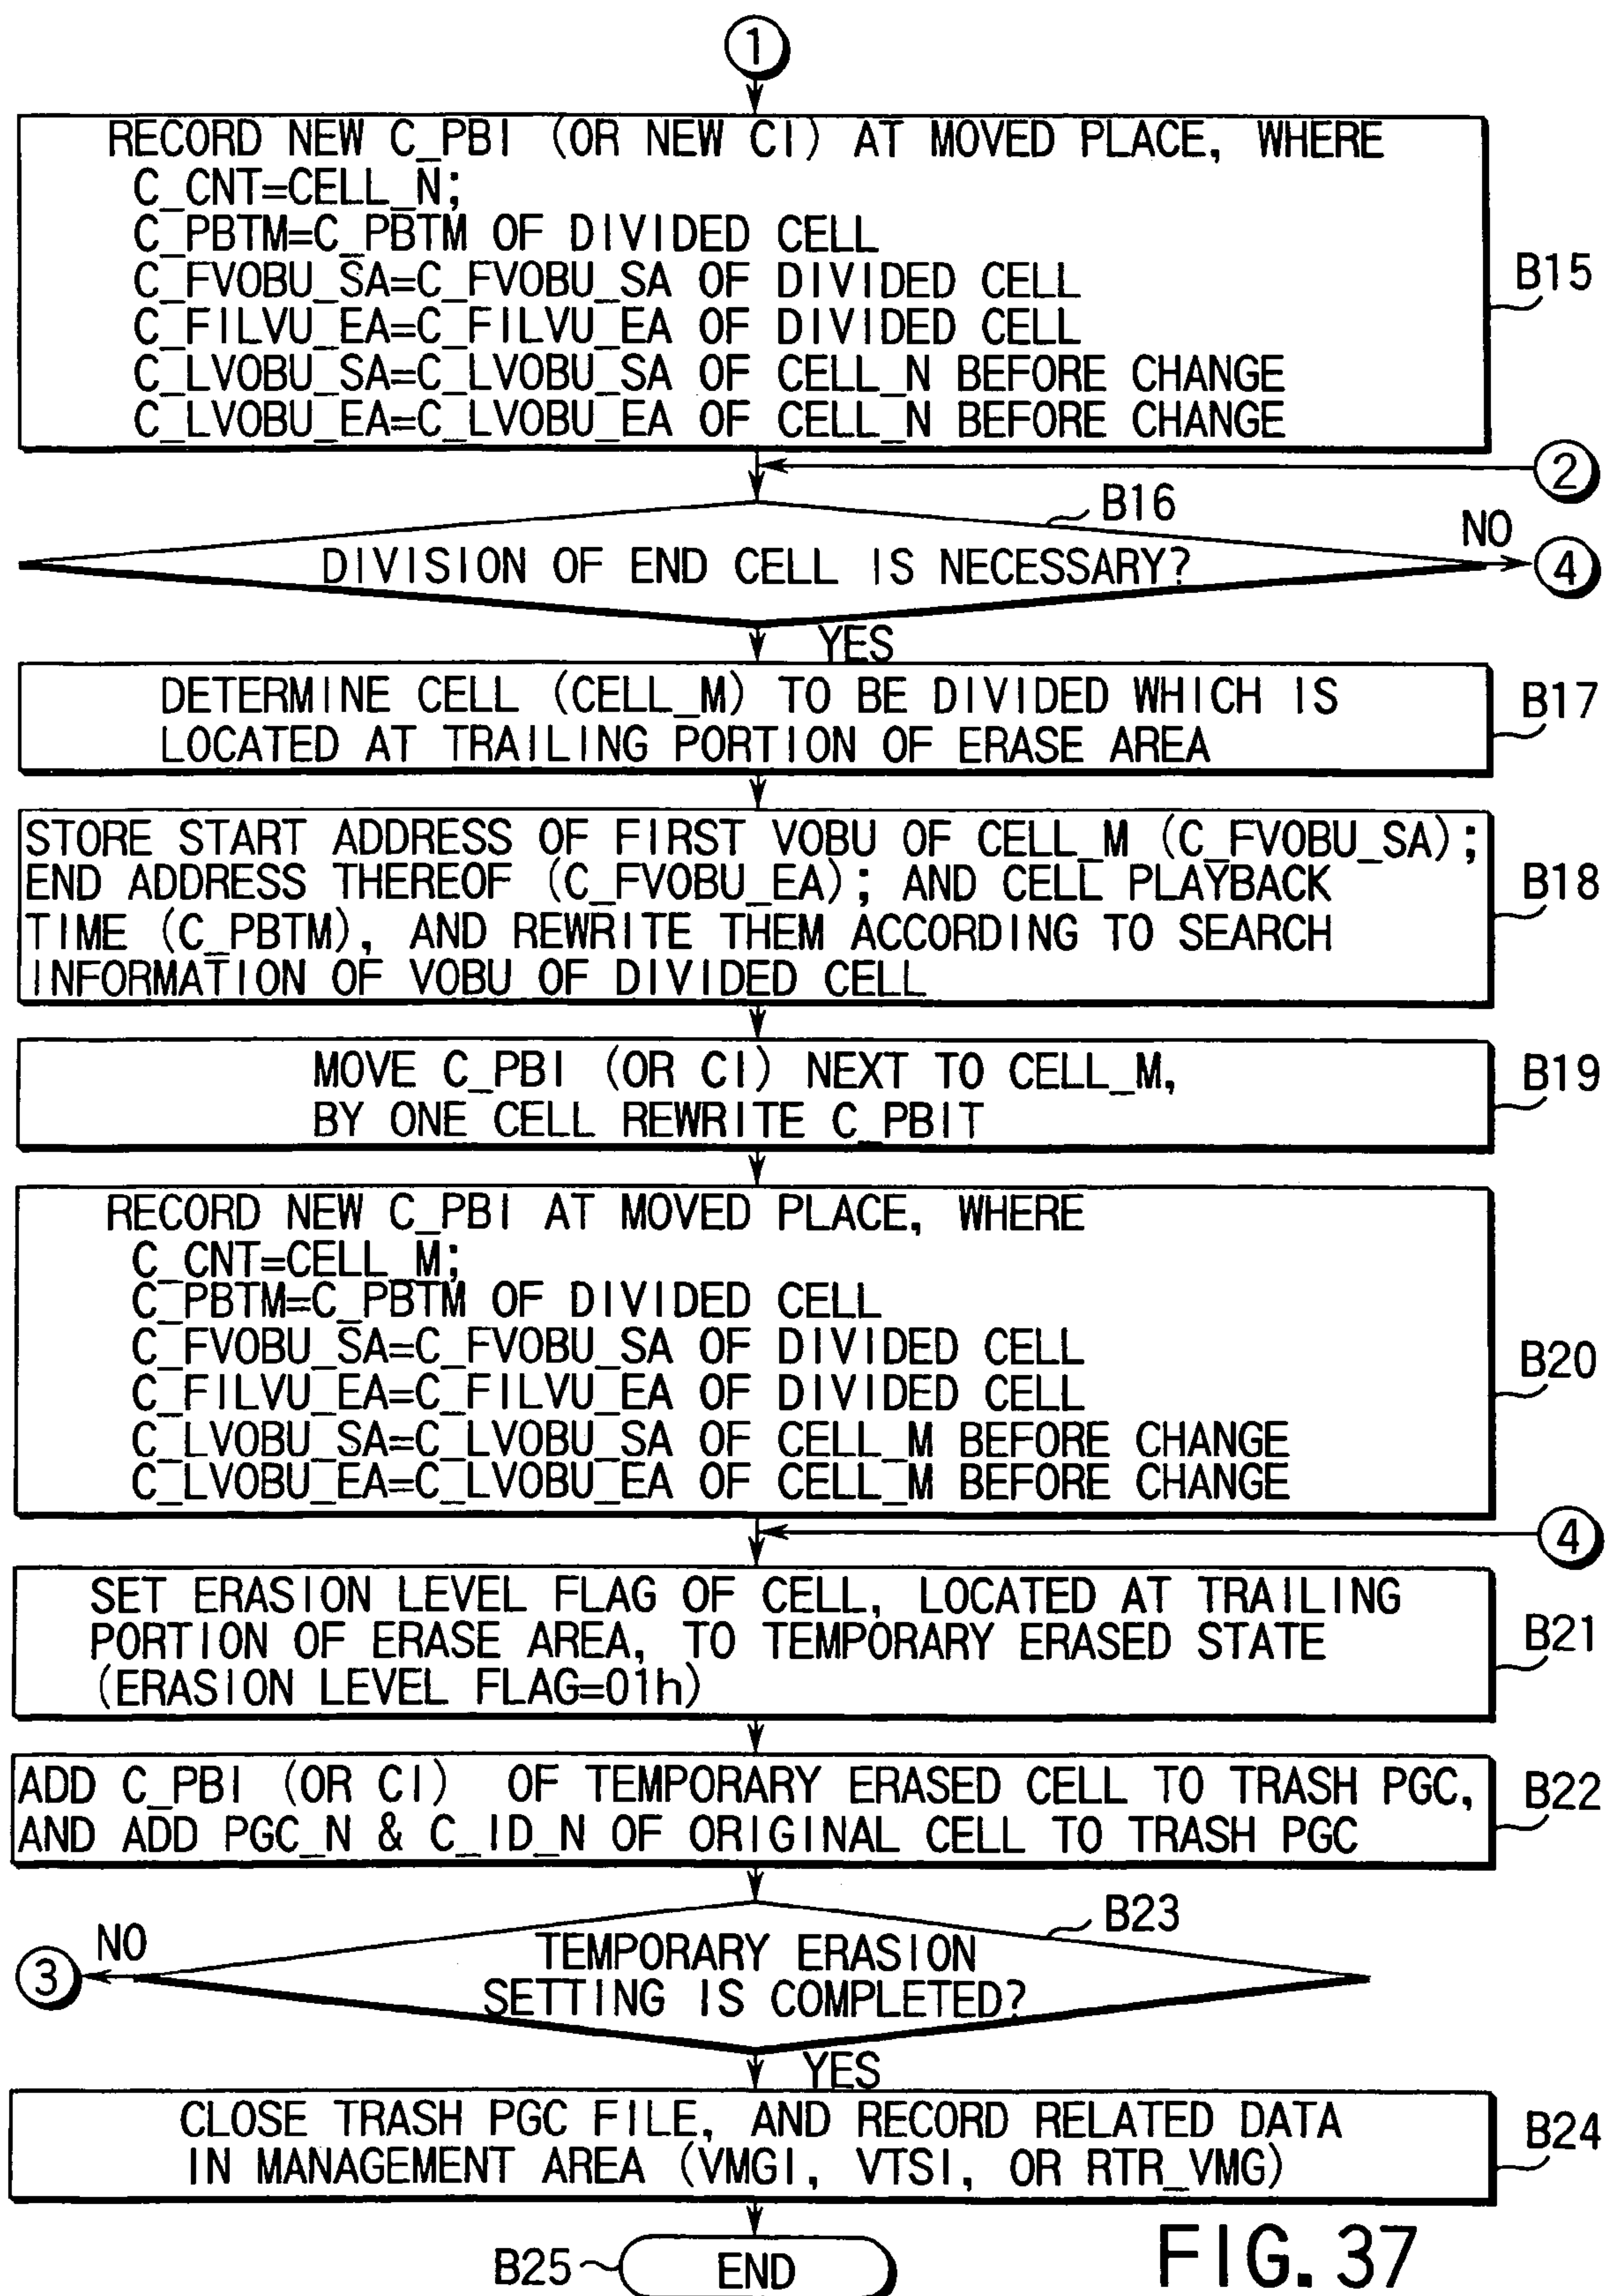 1
RECORD NEW C_PBI (OR NEW CI) AT MOVED PLACE, WHERE
C_CNT=CELL_N;
C_PBTM=C_PBTM OF DIVIDED CELL
C_FVOBU_SA=C_FVOBU_SA OF DIVIDED CELL
C_FILVU_EA=C_FILVU_EA OF DIVIDED CELL
C_LVOBU_SA=C_LVOBU_SA OF CELL_N BEFORE CHANGE
C_LVOBU_EA=C_LVOBU_EA OF CELL_N BEFORE CHANGE
B15
2
B16
DIVISION OF END CELL IS NECESSARY?
NO
4
YES
DETERMINE CELL (CELL_M) TO BE DIVIDED WHICH IS
LOCATED AT TRAILING PORTION OF ERASE AREA
B17
STORE START ADDRESS OF FIRST VOBU OF CELL_M (C_FVOBU_SA);
END ADDRESS THEREOF (C_FVOBU_EA); AND CELL PLAYBACK
TIME (C_PBTM), AND REWRITE THEM ACCORDING TO SEARCH
INFORMATION OF VOBU OF DIVIDED CELL
B18
MOVE C_PBI (OR CI) NEXT TO CELL_M,
BY ONE CELL REWRITE C_PBIT
B19
RECORD NEW C_PBI AT MOVED PLACE, WHERE
C_CNT=CELL_M;
C_PBTM=C_PBTM OF DIVIDED CELL
C_FVOBU_SA=C_FVOBU_SA OF DIVIDED CELL
C_FILVU_EA=C_FILVU_EA OF DIVIDED CELL
C_LVOBU_SA=C_LVOBU_SA OF CELL_M BEFORE CHANGE
C_LVOBU_EA=C_LVOBU_EA OF CELL_M BEFORE CHANGE
B20
4
SET ERASION LEVEL FLAG OF CELL, LOCATED AT TRAILING
PORTION OF ERASE AREA, TO TEMPORARY ERASED STATE
(ERASION LEVEL FLAG=01h)
B21
ADD C_PBI (OR CI) OF TEMPORARY ERASED CELL TO TRASH PGC,
AND ADD PGC_N & C_ID_N OF ORIGINAL CELL TO TRASH PGC
B22
B23
NO
3
TEMPORARY ERASION
SETTING IS COMPLETED?
YES
CLOSE TRASH PGC FILE, AND RECORD RELATED DATA
IN MANAGEMENT AREA (VMGI, VTSI, OR RTR_VMG)
B24
B25
END
FIG. 37